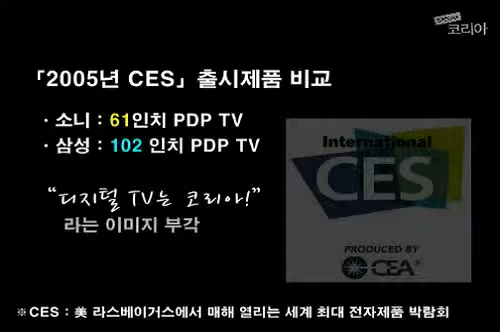 코리아
「2005년 CES」 출시제품 비교
· 소니 : 61인치 PDP TV
· 삼성 : 102 인치 PDP TV
“디지털 TV는 코리아!”
라는 이미지 부각
International
CES
PRODUCED BY
CEA®
※ CES : 美 라스베이거스에서 매해 열리는 세계 최대 전자제품 박람회